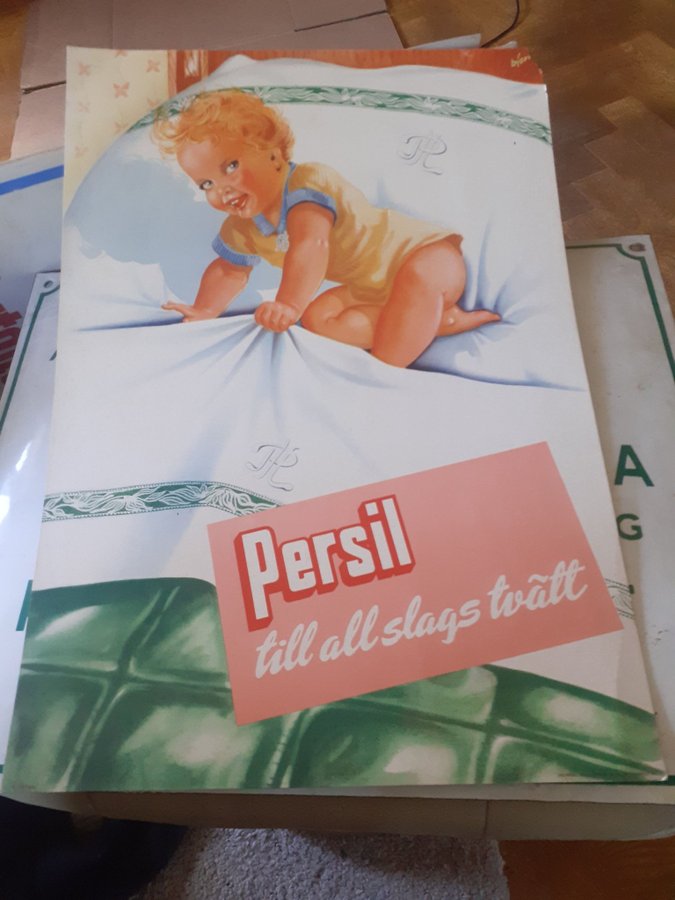 Persil
till all slags tvätt
A
G